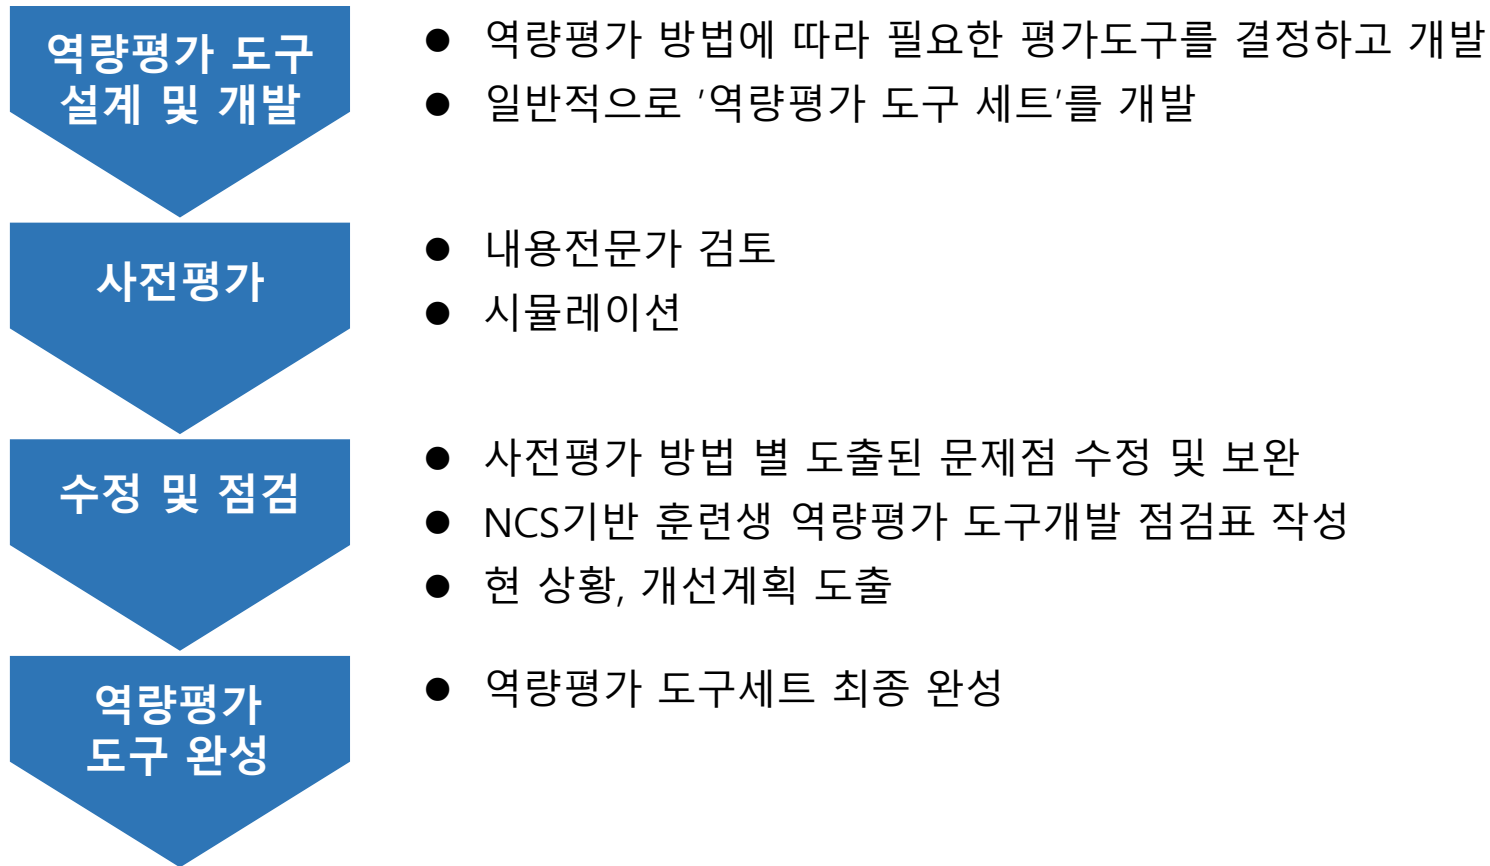 역량평가 도구
설계 및 개발
● 역량평가 방법에 따라 필요한 평가도구를 결정하고 개발
● 일반적으로 '역량평가 도구 세트'를 개발
사전평가
● 내용전문가 검토
● 시뮬레이션
수정 및 점검
● 사전평가 방법 별 도출된 문제점 수정 및 보완
● NCS기반 훈련생 역량평가 도구개발 점검표 작성
● 현 상황, 개선계획 도출
역량평가
도구 완성
● 역량평가 도구세트 최종 완성